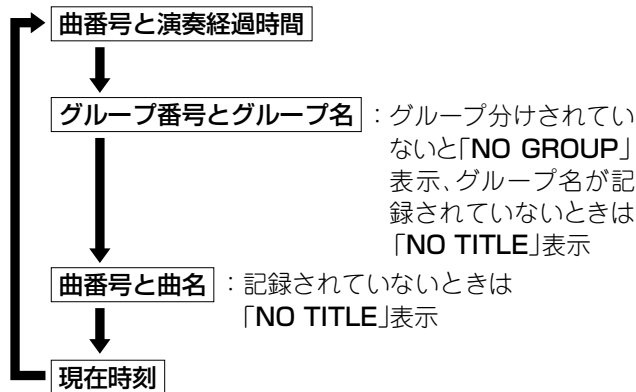 曲番号と演奏経過時間
グループ番号とグループ名：グループ分けされてい
ないと「NO GROUP」
表示、グループ名が記
録されていないときは
「NO TITLE」表示
曲番号と曲名：記録されていないときは
「NO TITLE」表示
現在時刻